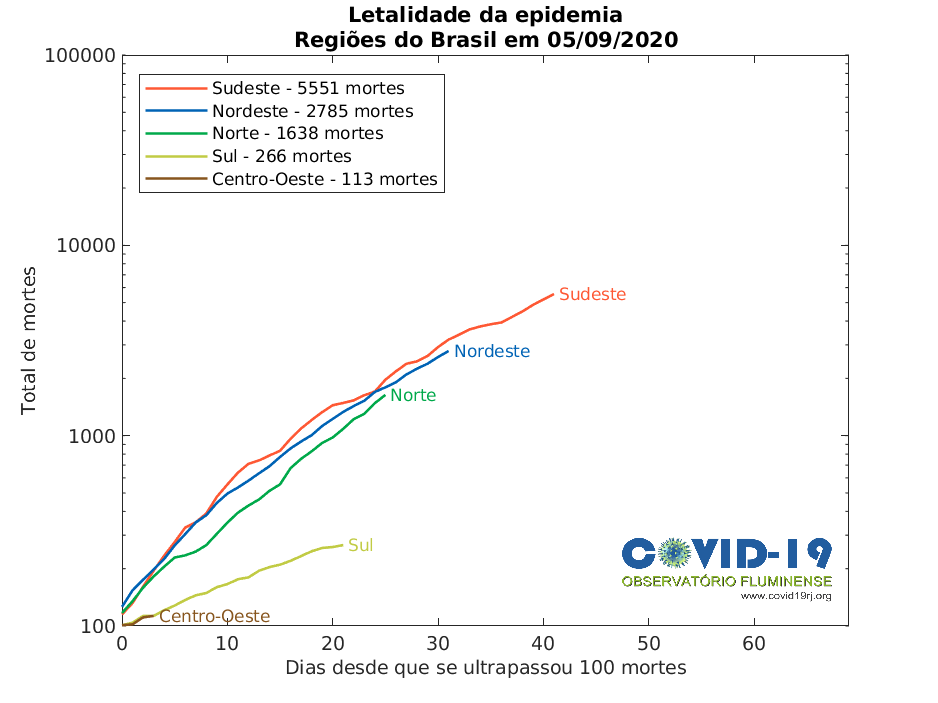 Letalidade da epidemia
Regiões do Brasil em 05/09/2020
100000
10000
1000
100
Total de mortes
Sudeste - 5551 mortes
Nordeste - 2785 mortes
Norte - 1638 mortes
Sul - 266 mortes
Centro-Oeste - 113 mortes
Sudeste
Nordeste
Norte
Sul
Centro-Oeste
COVID-19
OBSERVATÓRIO FLUMINENSE
www.covid19rj.org
0 10 20 30 40 50 60
Dias desde que se ultrapassou 100 mortes